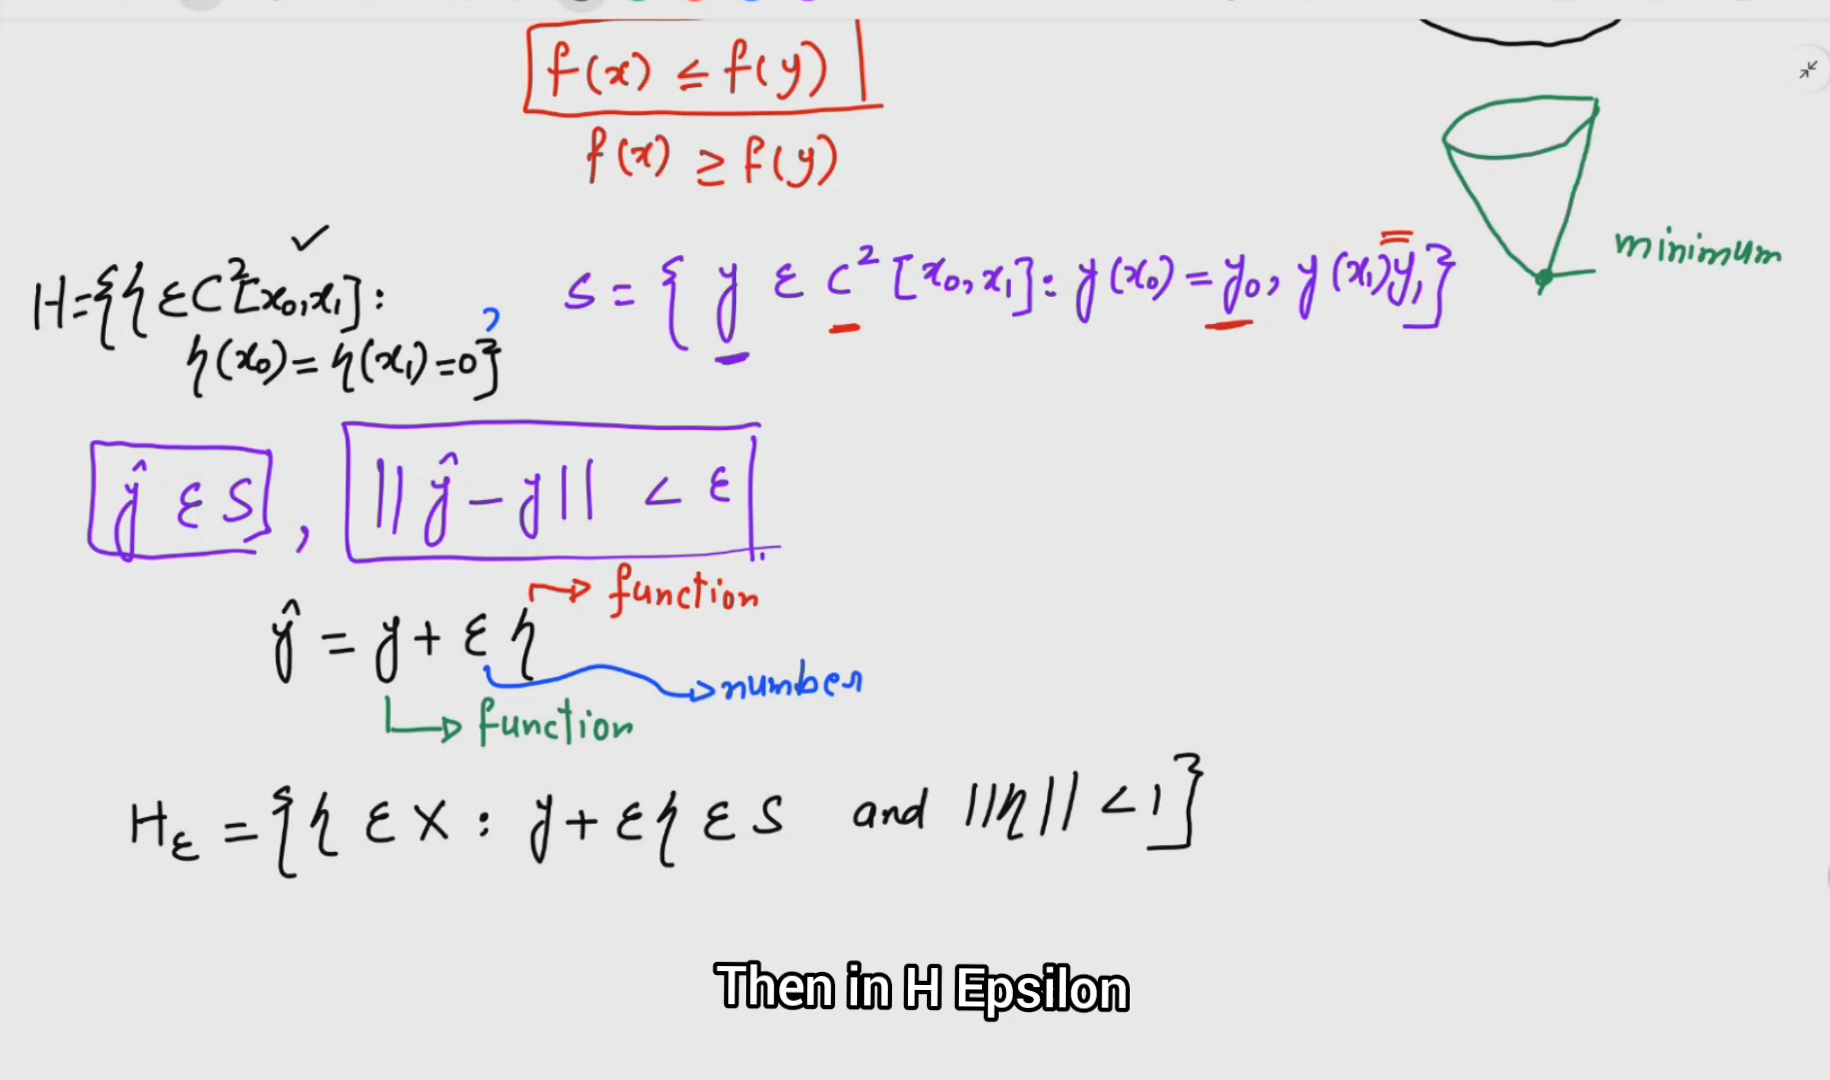 f(x) ≤ f(y)
f(x) ≥ f(y)
minimum
H={η ε C²[x₀,x₁]:
η(x₀)=η(x₁)=0}
S = { y ε C² [x₀,x₁]: y(x₀) = y₀, y(x₁)y₁}
ŷ ε S , ||ŷ – y|| < ε
function
ŷ = y + ε η
number
function
H_ε = {η ε X : y + εη ε S and ||η|| < 1}
Then in H Epsilon